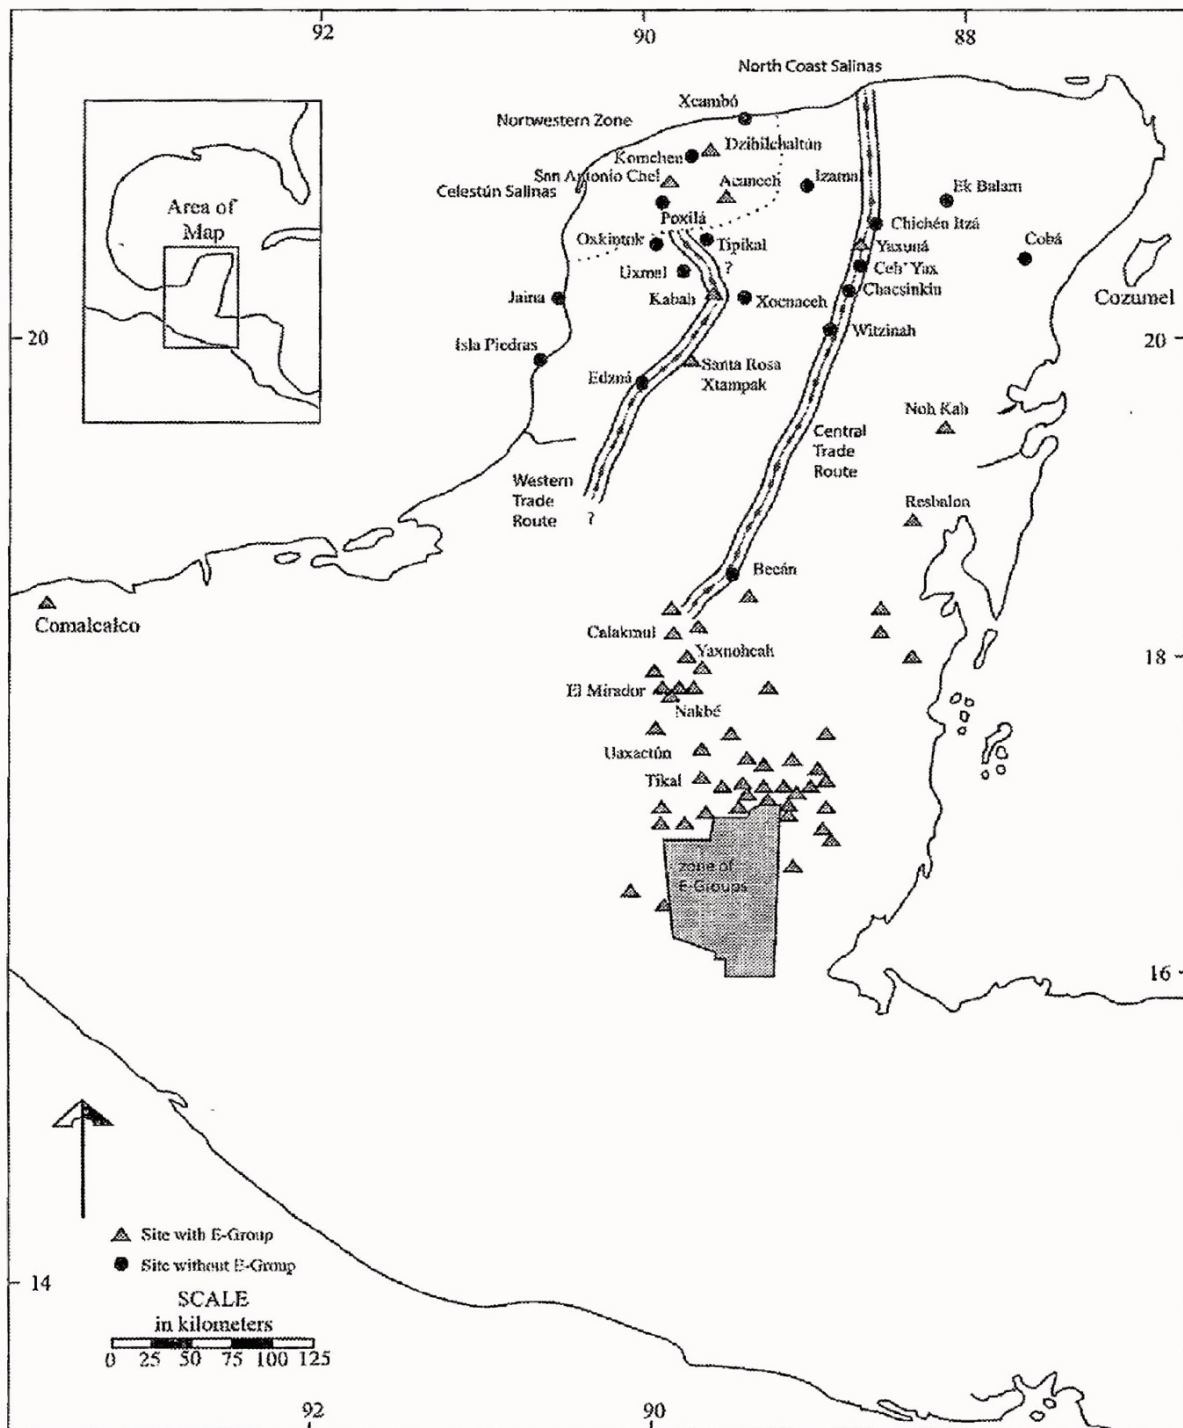 92
90
88
North Coast Salinas
Xcambó
Nortwestern Zone
Dzibilchaltún
Komchen
San Antonio Chel
Acanceh
Izama
Ek Balam
Celestún Salinas
Area of
Map
Poxilá
Chichén Itzá
Oxkintok
Tipikal
Yaxuná
Cobá
Uxmal
?
Ceh Yax
Jaina
Kabah
Xocnaceh
Chacsinkin
Cozumel
20
Isla Piedras
Witzinah
20
Edzná
Santa Rosa
Xtampak
Noh Kah
Central
Trade
Route
Western
Trade
Route
?
Resbalon
Becán
Comalcalco
Calakmul
Yaxnohcah
18
El Mirador
Nakbé
Uaxactún
Tikal
zone of
E-Groups
16
Site with E-Group
Site without E-Group
14
SCALE
in kilometers
0 25 50 75 100 125
92
90